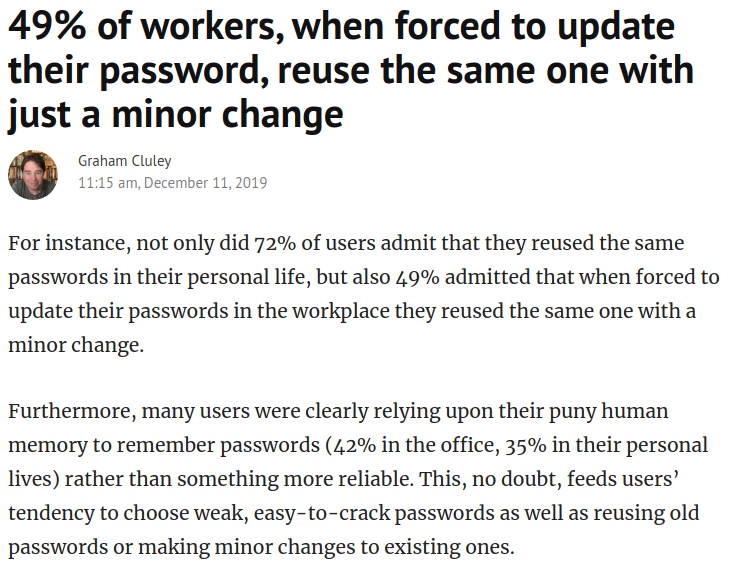 49% of workers, when forced to update
their password, reuse the same one with
just a minor change
Graham Cluley
11:15 am, December 11, 2019
For instance, not only did 72% of users admit that they reused the same
passwords in their personal life, but also 49% admitted that when forced to
update their passwords in the workplace they reused the same one with a
minor change.
Furthermore, many users were clearly relying upon their puny human
memory to remember passwords (42% in the office, 35% in their personal
lives) rather than something more reliable. This, no doubt, feeds users’
tendency to choose weak, easy-to-crack passwords as well as reusing old
passwords or making minor changes to existing ones.